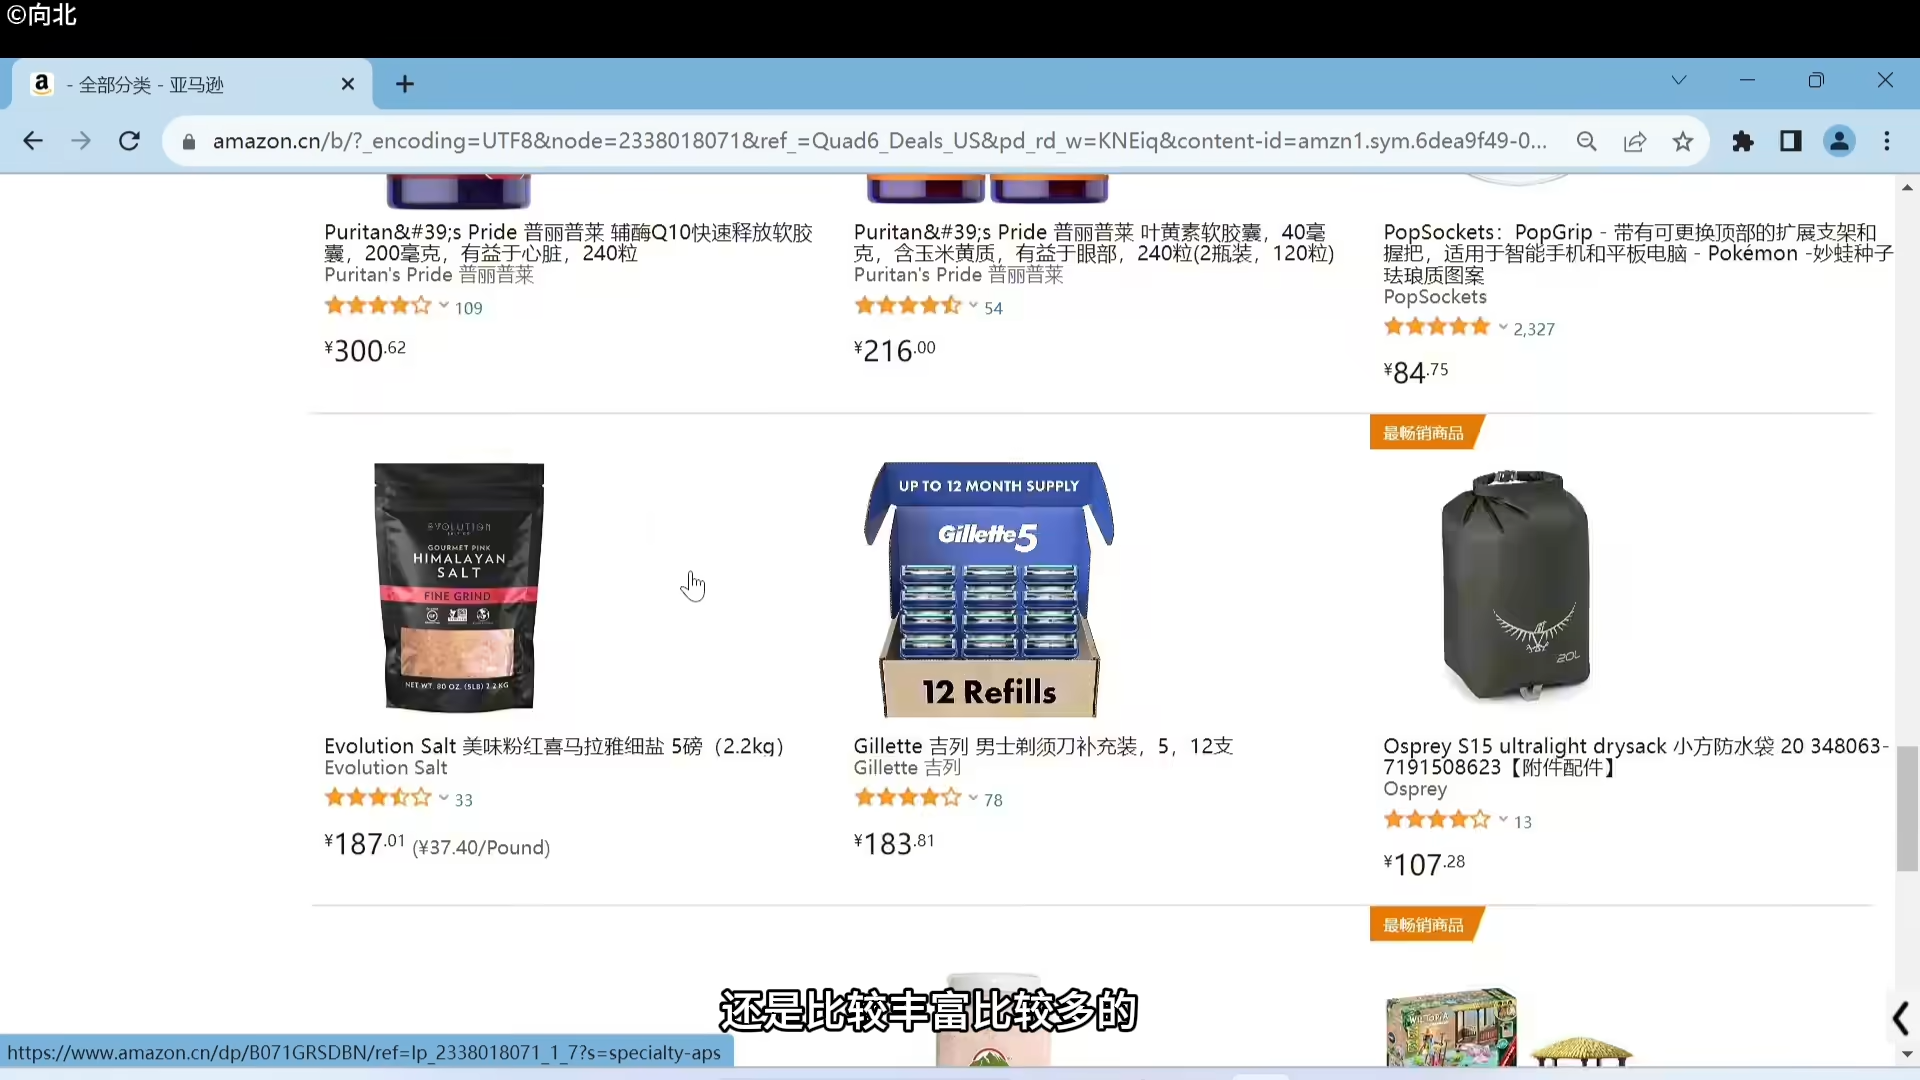 ©向北
a - 全部分类 - 亚马逊
amazon.cn/b/?_encoding=UTF8&node=2338018071&ref_=Quad6_Deals_US&pd_rd_w=KNEiq&content-id=amzn1.sym.6dea9f49-0...
Puritan&#39;s Pride 普丽普莱 辅酶Q10快速释放软胶
囊，200毫克，有益于心脏，240粒
Puritan's Pride 普丽普莱
109
¥300.62
Puritan&#39;s Pride 普丽普莱 叶黄素软胶囊，40毫
克，含玉米黄质，有益于眼部，240粒(2瓶装，120粒)
Puritan's Pride 普丽普莱
54
¥216.00
PopSockets：PopGrip - 带有可更换顶部的扩展支架和
握把，适用于智能手机和平板电脑 - Pokémon -妙蛙种子
珐琅质图案
PopSockets
2,327
¥84.75
EVOLUTION
GOURMET PINK
HIMALAYAN
SALT
FINE GRIND
NET WT. 80 OZ. (5LB) 2.2 KG
Evolution Salt 美味粉红喜马拉雅细盐 5磅（2.2kg）
Evolution Salt
33
¥187.01 (¥37.40/Pound)
UP TO 12 MONTH SUPPLY
Gillette5
12 Refills
Gillette 吉列 男士剃须刀补充装，5，12支
Gillette 吉列
78
¥183.81
最畅销商品
20L
Osprey S15 ultralight drysack 小方防水袋 20 348063-
7191508623【附件配件】
Osprey
13
¥107.28
最畅销商品
还是比较丰富比较多的
https://www.amazon.cn/dp/B071GRSDBN/ref=lp_2338018071_1_7?s=specialty-aps